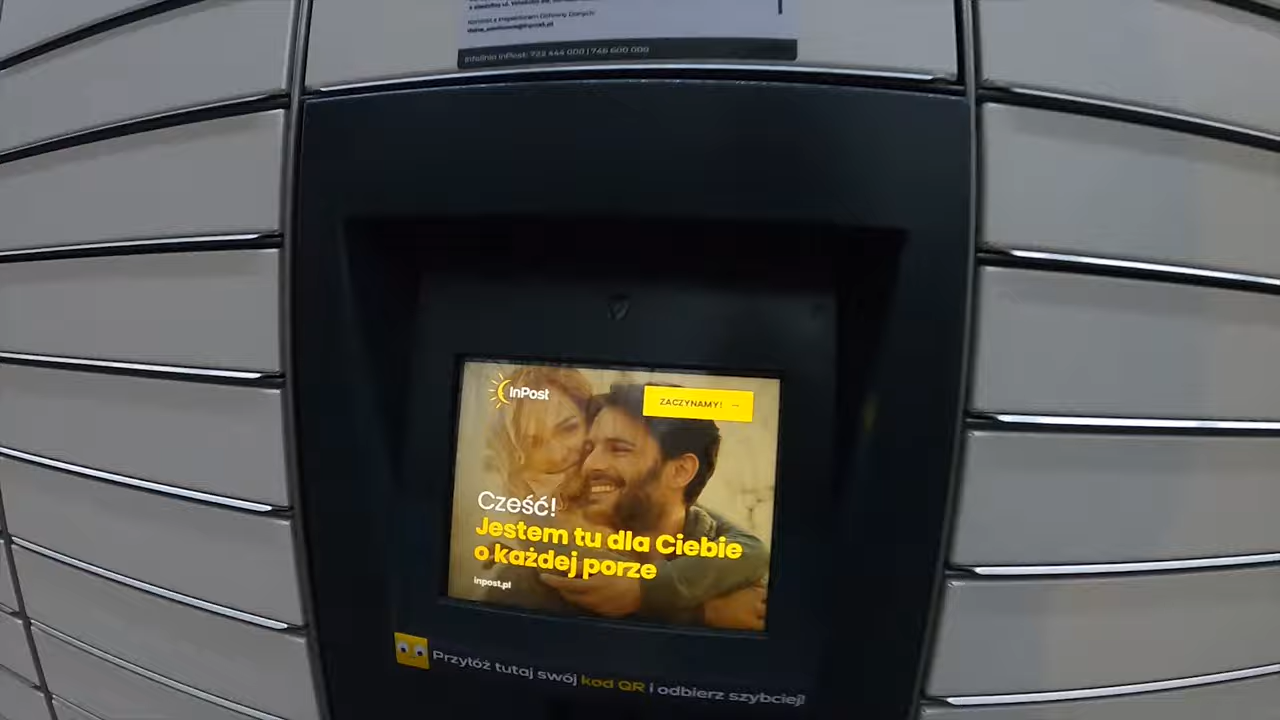 Infolinia InPost: 722 444 000 | 746 600 000
InPost
ZACZYNAMY! →
Cześć!
Jestem tu dla Ciebie
o każdej porze
inpost.pl
Przyłóż tutaj swój kod QR i odbierz szybciej!